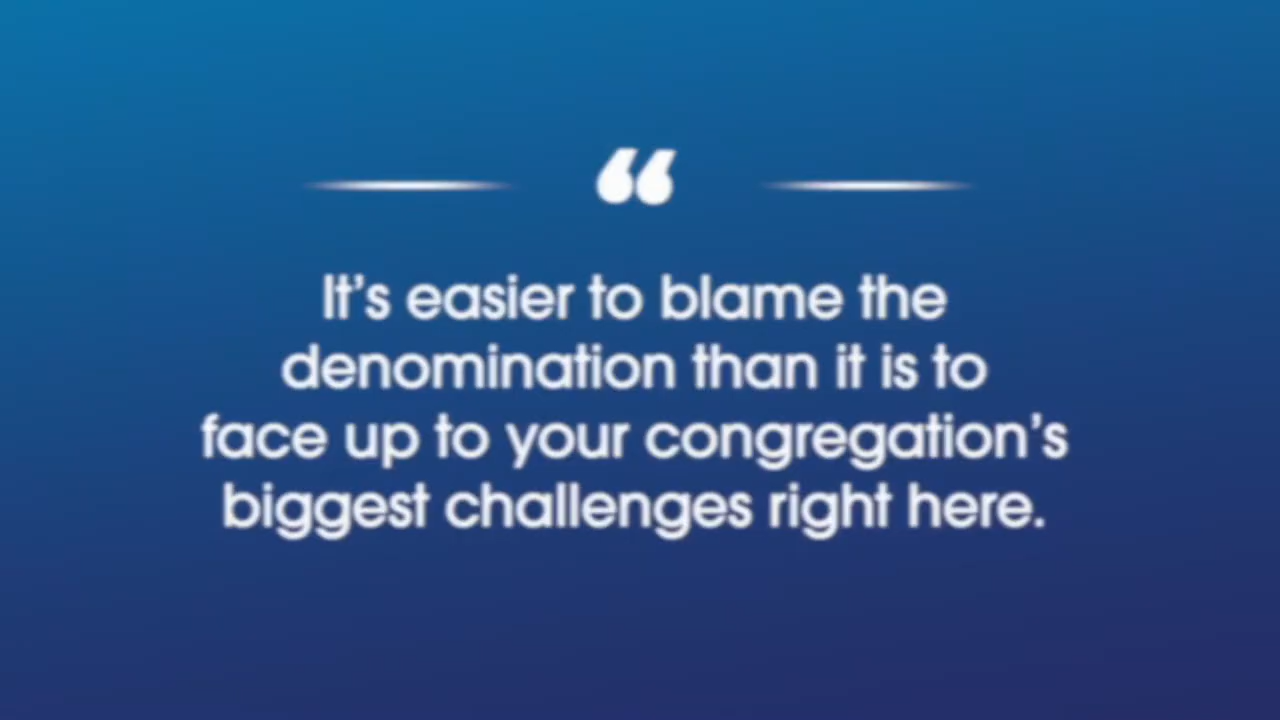 “
It’s easier to blame the
denomination than it is to
face up to your congregation’s
biggest challenges right here.